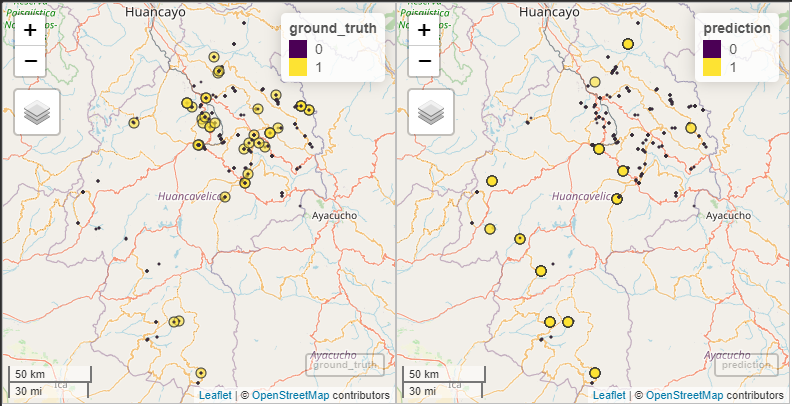 Reserva
Paisajística
Nor
s-
Huancayo
+
−
ground_truth
0
1
Huancavelica
Ayacucho
Ayacucho
ground_truth
50 km
30 mi
Ica
Leaflet | © OpenStreetMap contributors
Reserva
Paisajística
Nor
s-
Huancayo
+
−
prediction
0
1
Huancavelica
Ayacucho
Ayacucho
prediction
50 km
30 mi
Ica
Leaflet | © OpenStreetMap contributors